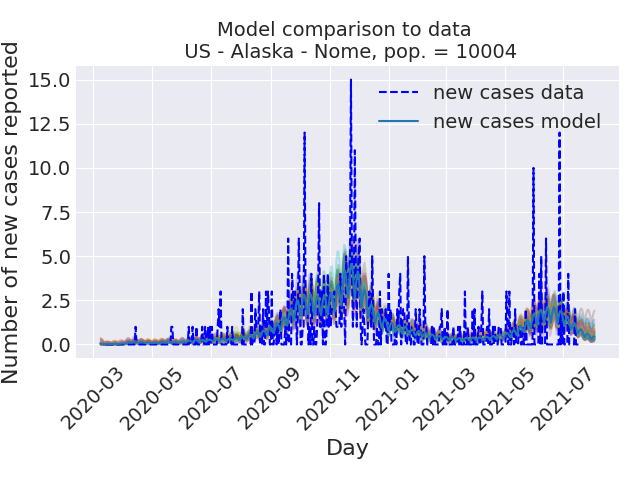 Model comparison to data
US - Alaska - Nome, pop. = 10004
Number of new cases reported
15.0
12.5
10.0
7.5
5.0
2.5
0.0
new cases data
new cases model
2020-03
2020-05
2020-07
2020-09
2020-11
2021-01
2021-03
2021-05
2021-07
Day